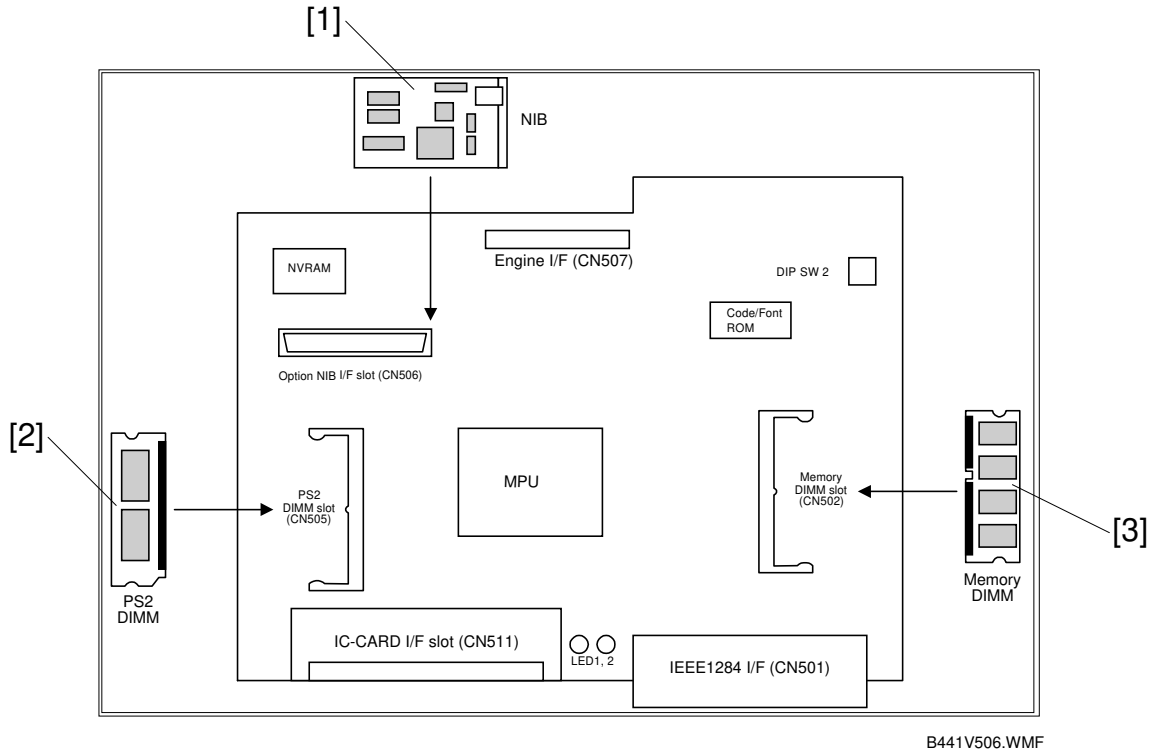 [1]
NIB
Engine I/F (CN507)
NVRAM
DIP SW 2
Code/Font
ROM
Option NIB I/F slot (CN506)
[2]
PS2
DIMM slot
(CN505)
MPU
Memory
DIMM slot
(CN502)
[3]
PS2
DIMM
Memory
DIMM
IC-CARD I/F slot (CN511)
LED1, 2
IEEE1284 I/F (CN501)
B441V506.WMF